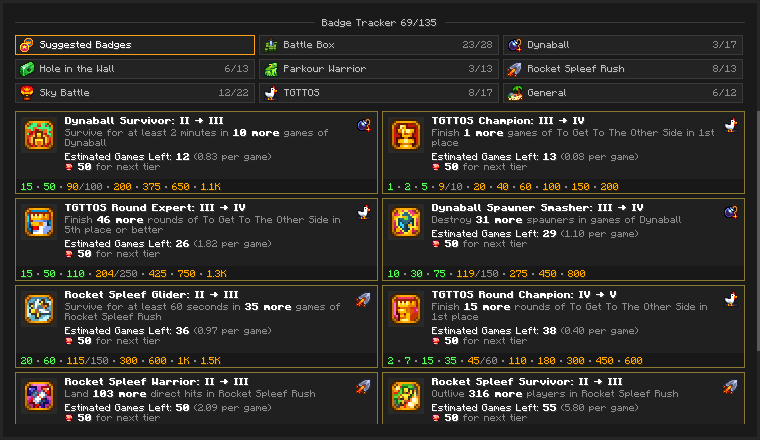 Badge Tracker 69/135
Suggested Badges
Battle Box 23/28
Dynaball 3/17
Hole in the Wall 6/13
Parkour Warrior 3/13
Rocket Spleef Rush 8/13
Sky Battle 12/22
TGTTOS 8/17
General 6/12
Dynaball Survivor: II → III
Survive for at least 2 minutes in 10 more games of
Dynaball
Estimated Games Left: 12 (0.83 per game)
50 for next tier
15 • 50 • 90/100 • 200 • 375 • 650 • 1.1K
TGTTOS Champion: III → IV
Finish 1 more games of To Get To The Other Side in 1st
place
Estimated Games Left: 13 (0.08 per game)
50 for next tier
1 • 2 • 5 • 9/10 • 20 • 40 • 60 • 100 • 150 • 200
TGTTOS Round Expert: III → IV
Finish 46 more rounds of To Get To The Other Side in
5th place or better
Estimated Games Left: 26 (1.82 per game)
50 for next tier
15 • 50 • 110 • 204/250 • 425 • 750 • 1.3K
Dynaball Spawner Smasher: III → IV
Destroy 31 more spawners in games of Dynaball
Estimated Games Left: 29 (1.10 per game)
50 for next tier
10 • 30 • 75 • 119/150 • 275 • 450 • 800
Rocket Spleef Glider: II → III
Survive for at least 60 seconds in 35 more games of
Rocket Spleef Rush
Estimated Games Left: 36 (0.97 per game)
50 for next tier
20 • 60 • 115/150 • 300 • 600 • 1K • 1.5K
TGTTOS Round Champion: IV → V
Finish 15 more rounds of To Get To The Other Side in
1st place
Estimated Games Left: 38 (0.40 per game)
50 for next tier
2 • 7 • 15 • 35 • 45/60 • 110 • 180 • 300 • 450 • 600
Rocket Spleef Warrior: II → III
Land 103 more direct hits in Rocket Spleef Rush
Estimated Games Left: 50 (2.09 per game)
50 for next tier
Rocket Spleef Survivor: II → III
Outlive 316 more players in Rocket Spleef Rush
Estimated Games Left: 55 (5.80 per game)
50 for next tier